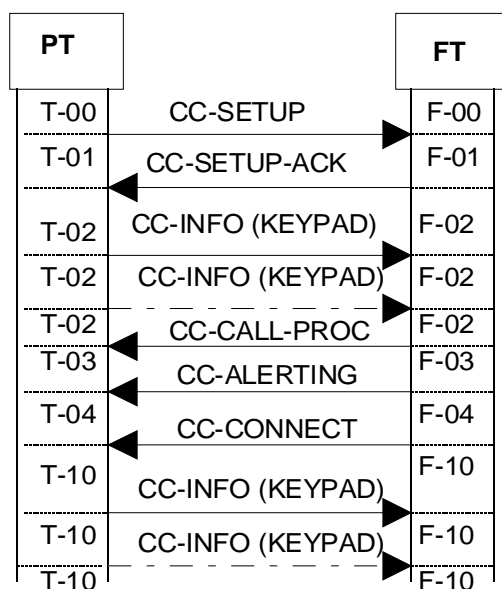 PT FT
T-00 CC-SETUP F-00
T-01 CC-SETUP-ACK F-01
T-02 CC-INFO (KEYPAD) F-02
T-02 CC-INFO (KEYPAD) F-02
T-02 CC-CALL-PROC F-02
T-03 CC-ALERTING F-03
T-04 CC-CONNECT F-04
T-10 CC-INFO (KEYPAD) F-10
T-10 CC-INFO (KEYPAD) F-10
T-10 F-10